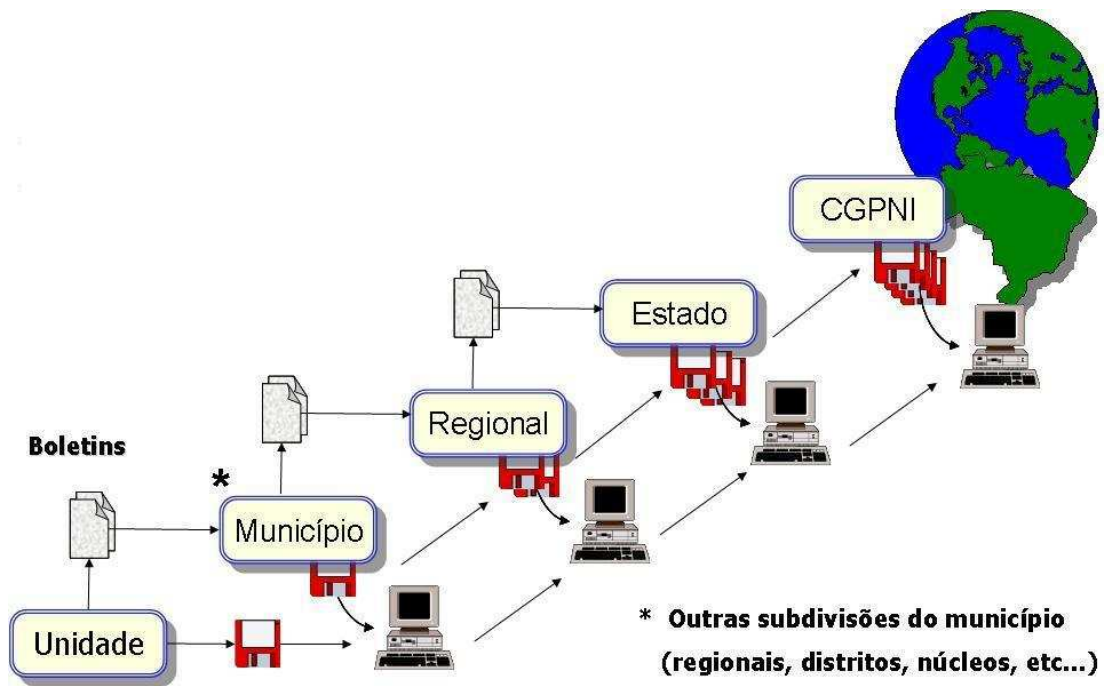 CGPNI
Estado
Regional
Boletins
*
Município
Unidade
* Outras subdivisões do município
(regionais, distritos, núcleos, etc...)